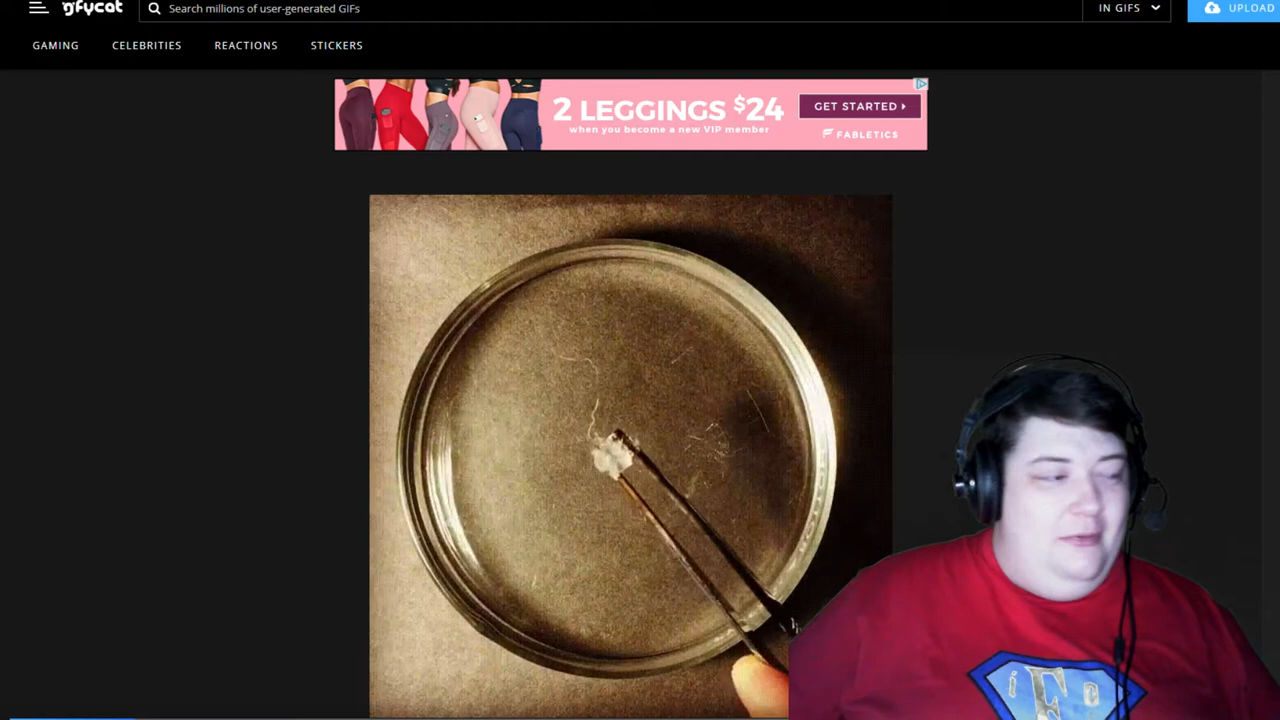 gfycat
Search millions of user-generated GIFs
IN GIFS
UPLOAD
GAMING
CELEBRITIES
REACTIONS
STICKERS
2 LEGGINGS $24
when you become a new VIP member
GET STARTED
FABLETICS